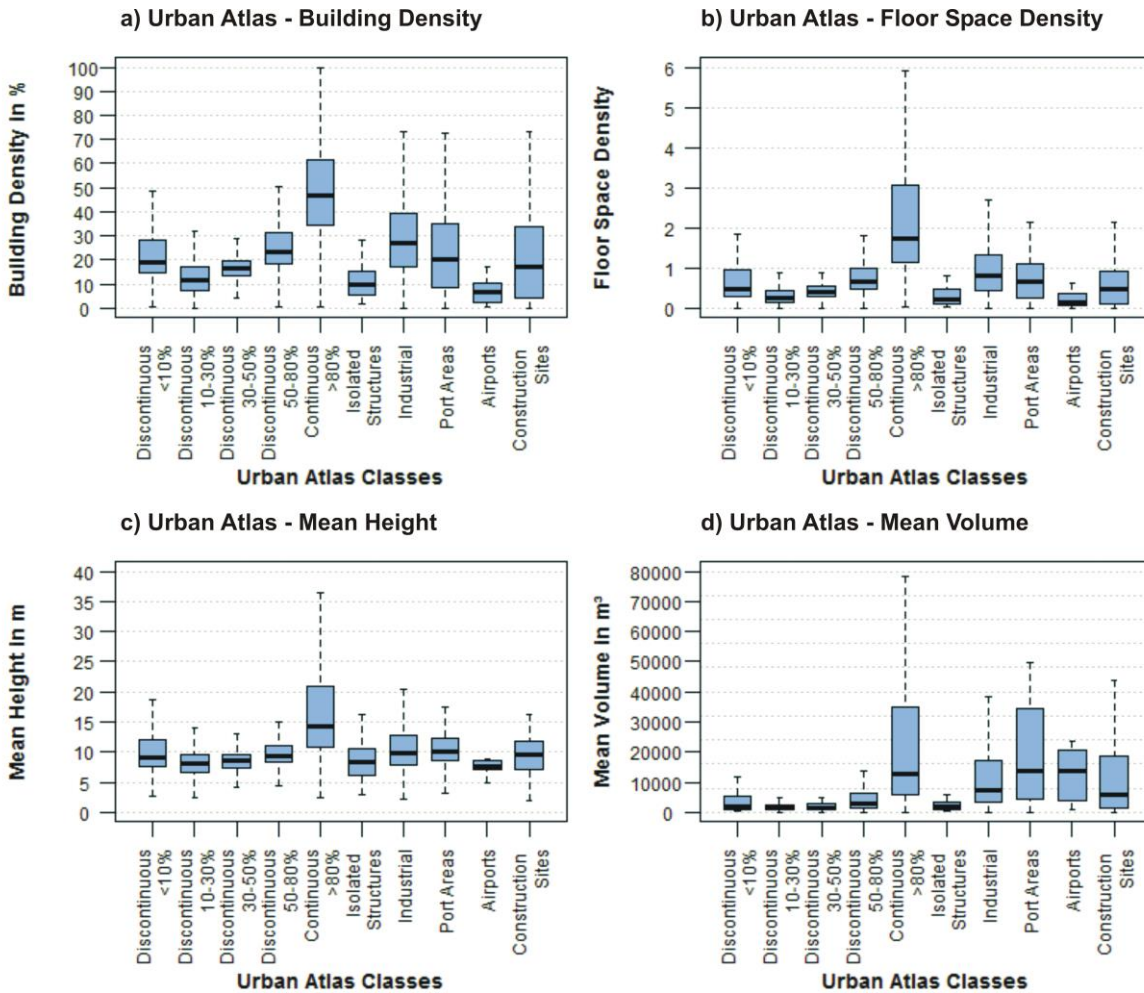 a) Urban Atlas - Building Density
Building Density in %
100
90
80
70
60
50
40
30
20
10
0
Discontinuous
<10%
Discontinuous
10-30%
Discontinuous
30-50%
Discontinuous
50-80%
Continuous
>80%
Isolated
Structures
Industrial
Port Areas
Airports
Construction
Sites
Urban Atlas Classes
b) Urban Atlas - Floor Space Density
Floor Space Density
6
5
4
3
2
1
0
Discontinuous
<10%
Discontinuous
10-30%
Discontinuous
30-50%
Discontinuous
50-80%
Continuous
>80%
Isolated
Structures
Industrial
Port Areas
Airports
Construction
Sites
Urban Atlas Classes
c) Urban Atlas - Mean Height
Mean Height in m
40
35
30
25
20
15
10
5
0
Discontinuous
<10%
Discontinuous
10-30%
Discontinuous
30-50%
Discontinuous
50-80%
Continuous
>80%
Isolated
Structures
Industrial
Port Areas
Airports
Construction
Sites
Urban Atlas Classes
d) Urban Atlas - Mean Volume
Mean Volume in m³
80000
70000
60000
50000
40000
30000
20000
10000
0
Discontinuous
<10%
Discontinuous
10-30%
Discontinuous
30-50%
Discontinuous
50-80%
Continuous
>80%
Isolated
Structures
Industrial
Port Areas
Airports
Construction
Sites
Urban Atlas Classes